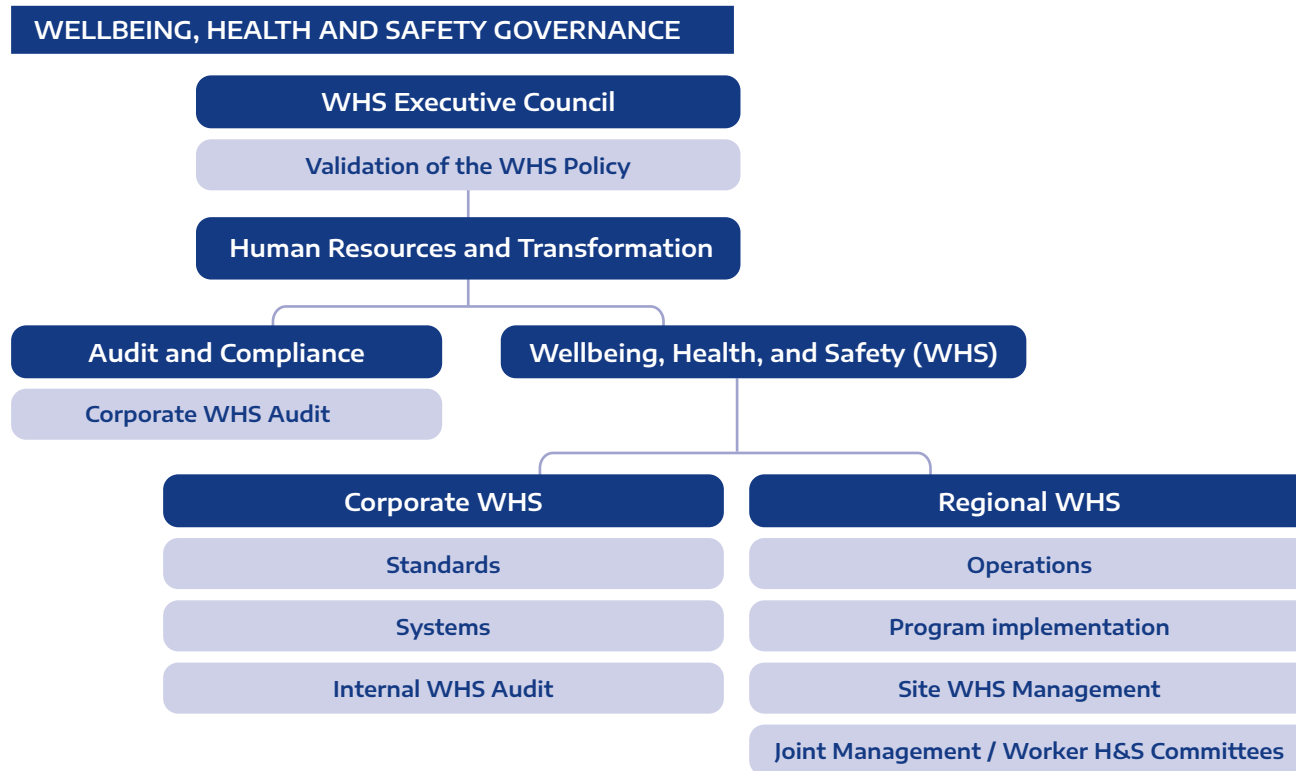 WELLBEING, HEALTH AND SAFETY GOVERNANCE
WHS Executive Council
Validation of the WHS Policy
Human Resources and Transformation
Audit and Compliance
Corporate WHS Audit
Wellbeing, Health, and Safety (WHS)
Corporate WHS
Standards
Systems
Internal WHS Audit
Regional WHS
Operations
Program implementation
Site WHS Management
Joint Management / Worker H&S Committees